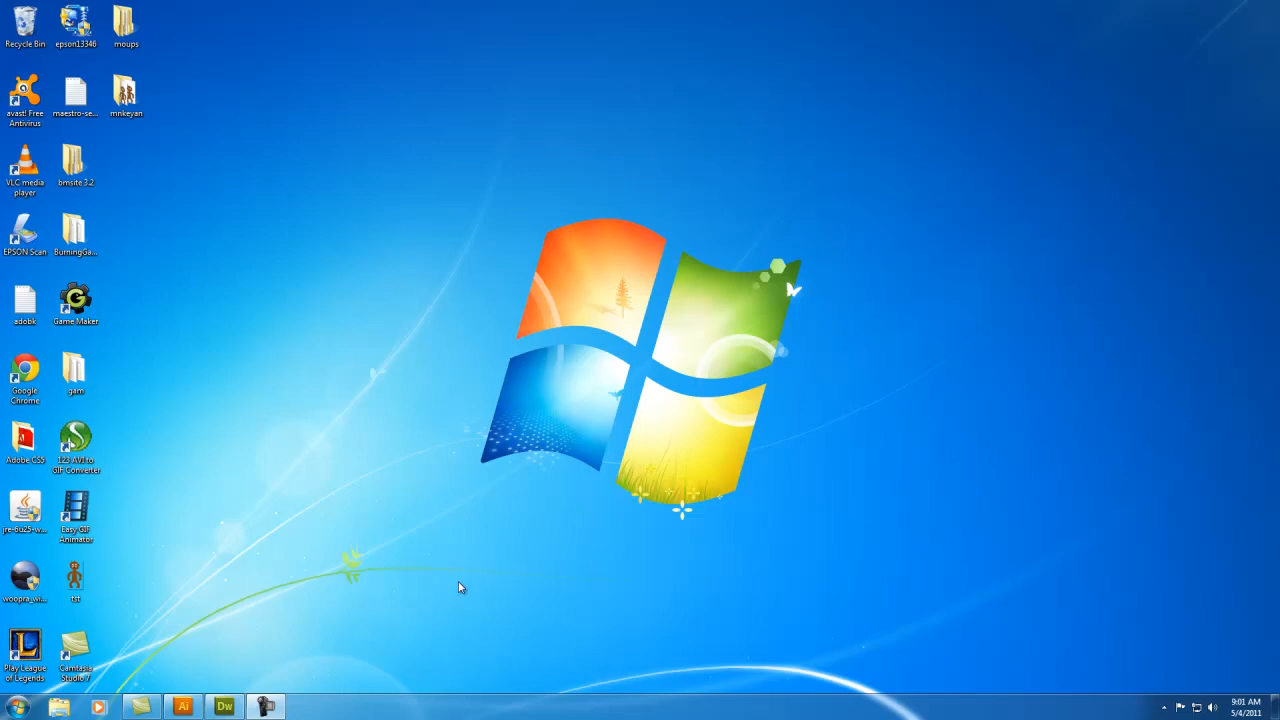 Recycle Bin
epson13346
moups
avast! Free
Antivirus
maestro-se...
mnkeyan
VLC media
player
bmsite 3.2
EPSON Scan
BurningGa...
adobk
Game Maker
Google
Chrome
gam
Adobe CS5
123 AVI to
GIF Converter
jre-6u25-w...
Easy GIF
Animator
woopra_wi...
tst
Play League
of Legends
Camtasia
Studio 7
Ai
Dw
9:01 AM
5/4/2011